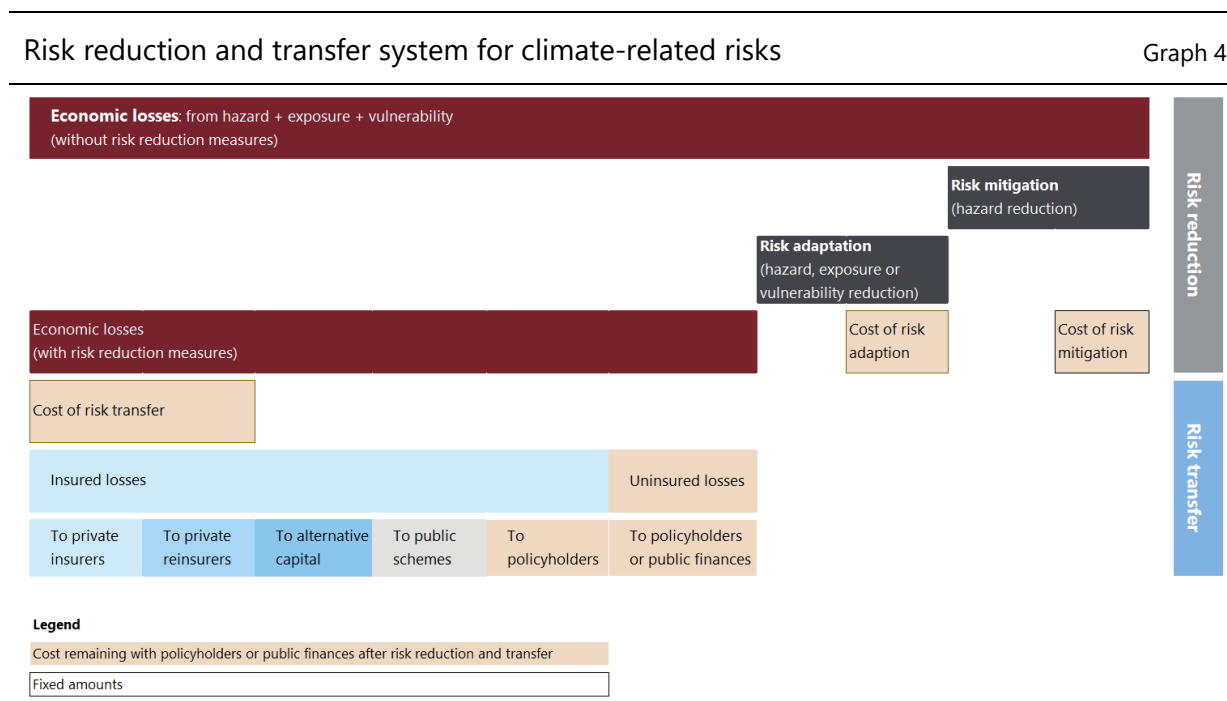 Risk reduction and transfer system for climate-related risks
Graph 4
Economic losses: from hazard + exposure + vulnerability
(without risk reduction measures)
Risk mitigation
(hazard reduction)
Risk adaptation
(hazard, exposure or
vulnerability reduction)
Economic losses
(with risk reduction measures)
Cost of risk
adaption
Cost of risk
mitigation
Risk reduction
Cost of risk transfer
Insured losses
Uninsured losses
To private
insurers
To private
reinsurers
To alternative
capital
To public
schemes
To
policyholders
To policyholders
or public finances
Risk transfer
Legend
Cost remaining with policyholders or public finances after risk reduction and transfer
Fixed amounts